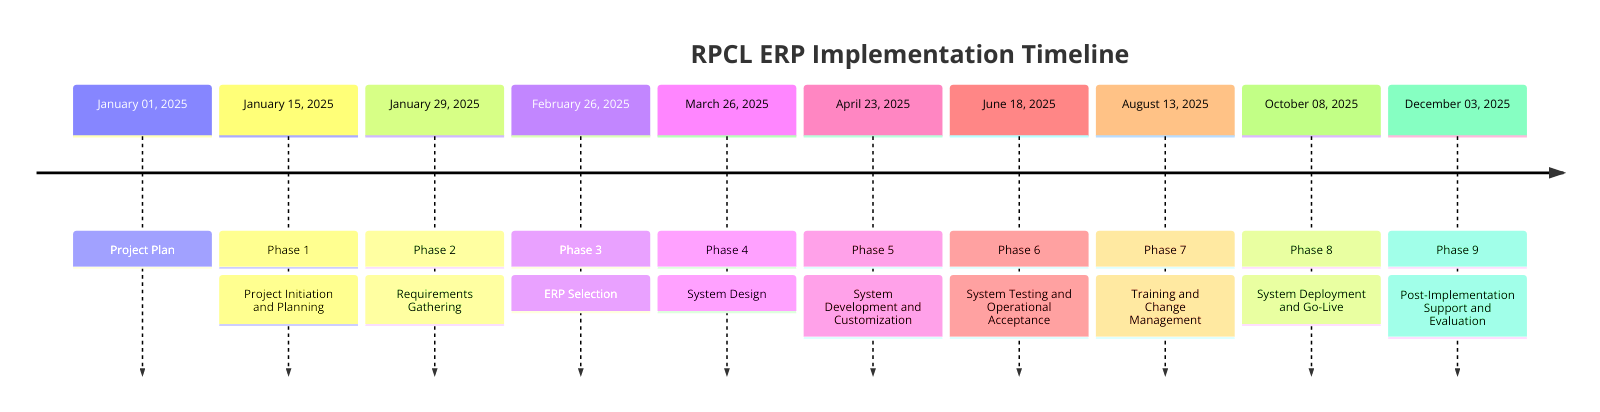 RPCL ERP Implementation Timeline
January 01, 2025
January 15, 2025
January 29, 2025
February 26, 2025
March 26, 2025
April 23, 2025
June 18, 2025
August 13, 2025
October 08, 2025
December 03, 2025
Project Plan
Phase 1
Phase 2
Phase 3
Phase 4
Phase 5
Phase 6
Phase 7
Phase 8
Phase 9
Project Initiation
and Planning
Requirements
Gathering
ERP Selection
System Design
System
Development and
Customization
System Testing and
Operational
Acceptance
Training and
Change
Management
System Deployment
and Go-Live
Post-Implementation
Support and
Evaluation